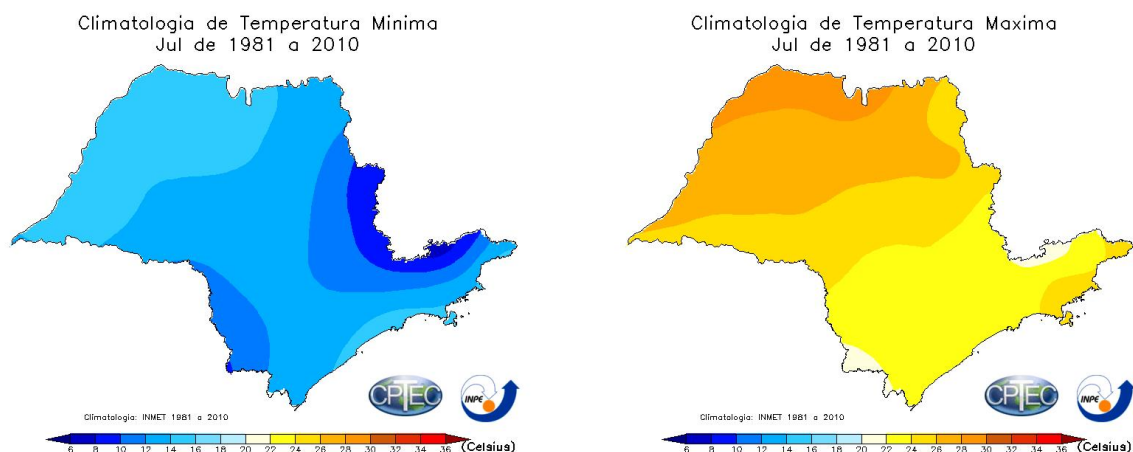 Climatologia de Temperatura Minima
Jul de 1981 a 2010
CPTEC
INPE
Climatologia: INMET 1981 a 2010
6 8 10 12 14 16 18 20 22 24 26 28 30 32 34 36 (Celsius)
Climatologia de Temperatura Maxima
Jul de 1981 a 2010
CPTEC
INPE
Climatologia: INMET 1981 a 2010
6 8 10 12 14 16 18 20 22 24 26 28 30 32 34 36 (Celsius)